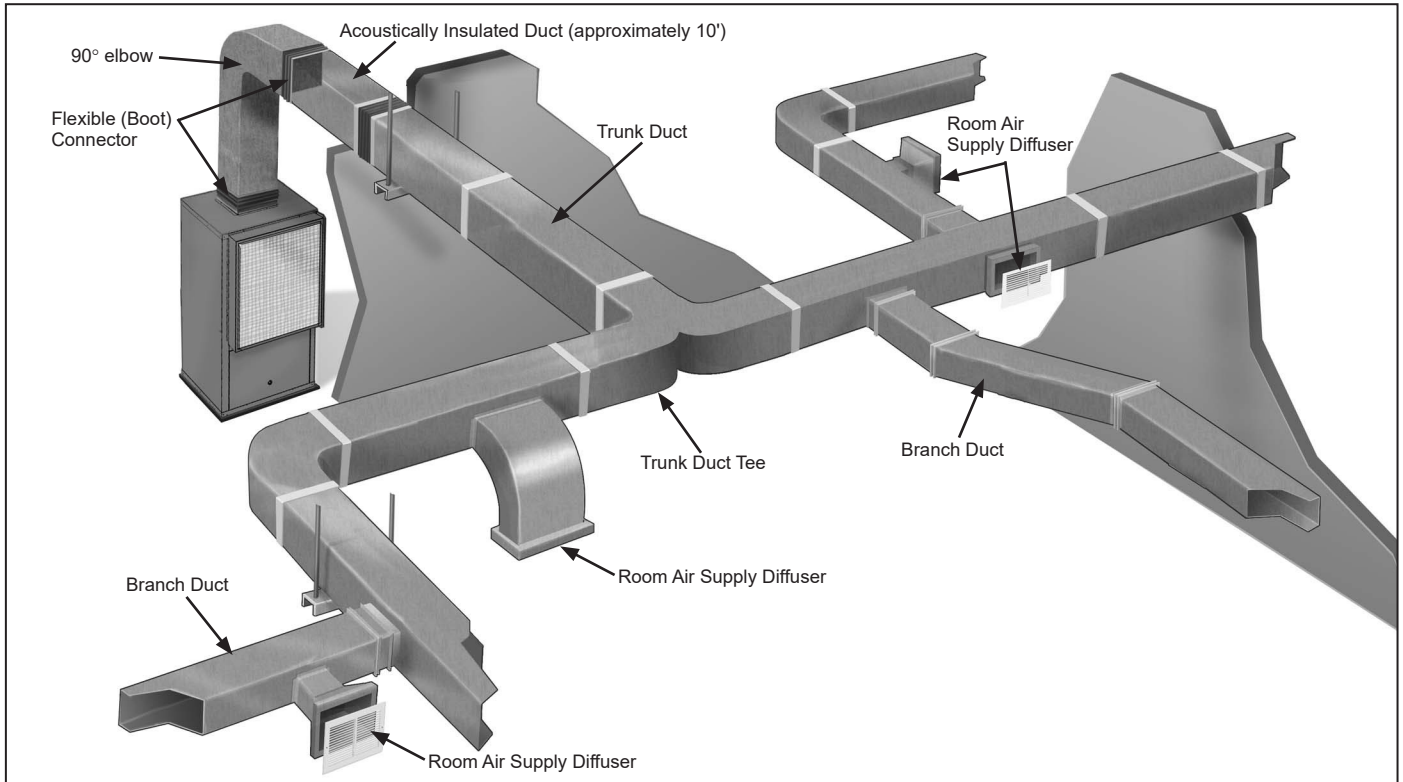 Acoustically Insulated Duct (approximately 10')
90° elbow
Flexible (Boot)
Connector
Trunk Duct
Room Air
Supply Diffuser
Trunk Duct Tee
Branch Duct
Room Air Supply Diffuser
Branch Duct
Room Air Supply Diffuser